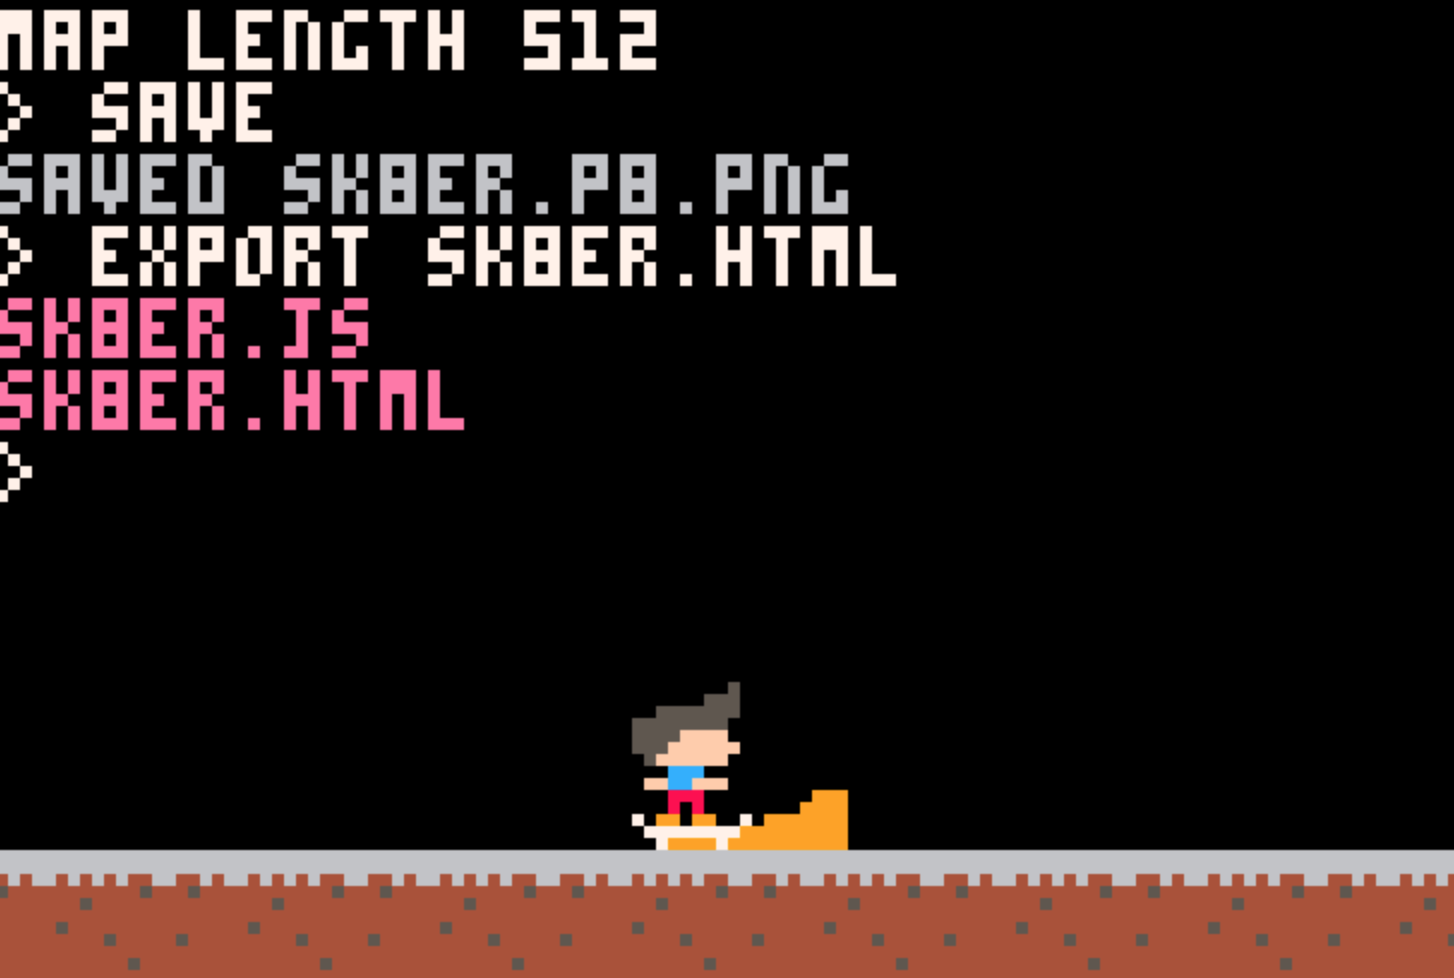 MAP LENGTH 512
> SAVE
SAVED SK8ER.P8.PNG
> EXPORT SK8ER.HTML
SK8ER.JS
SK8ER.HTML
>